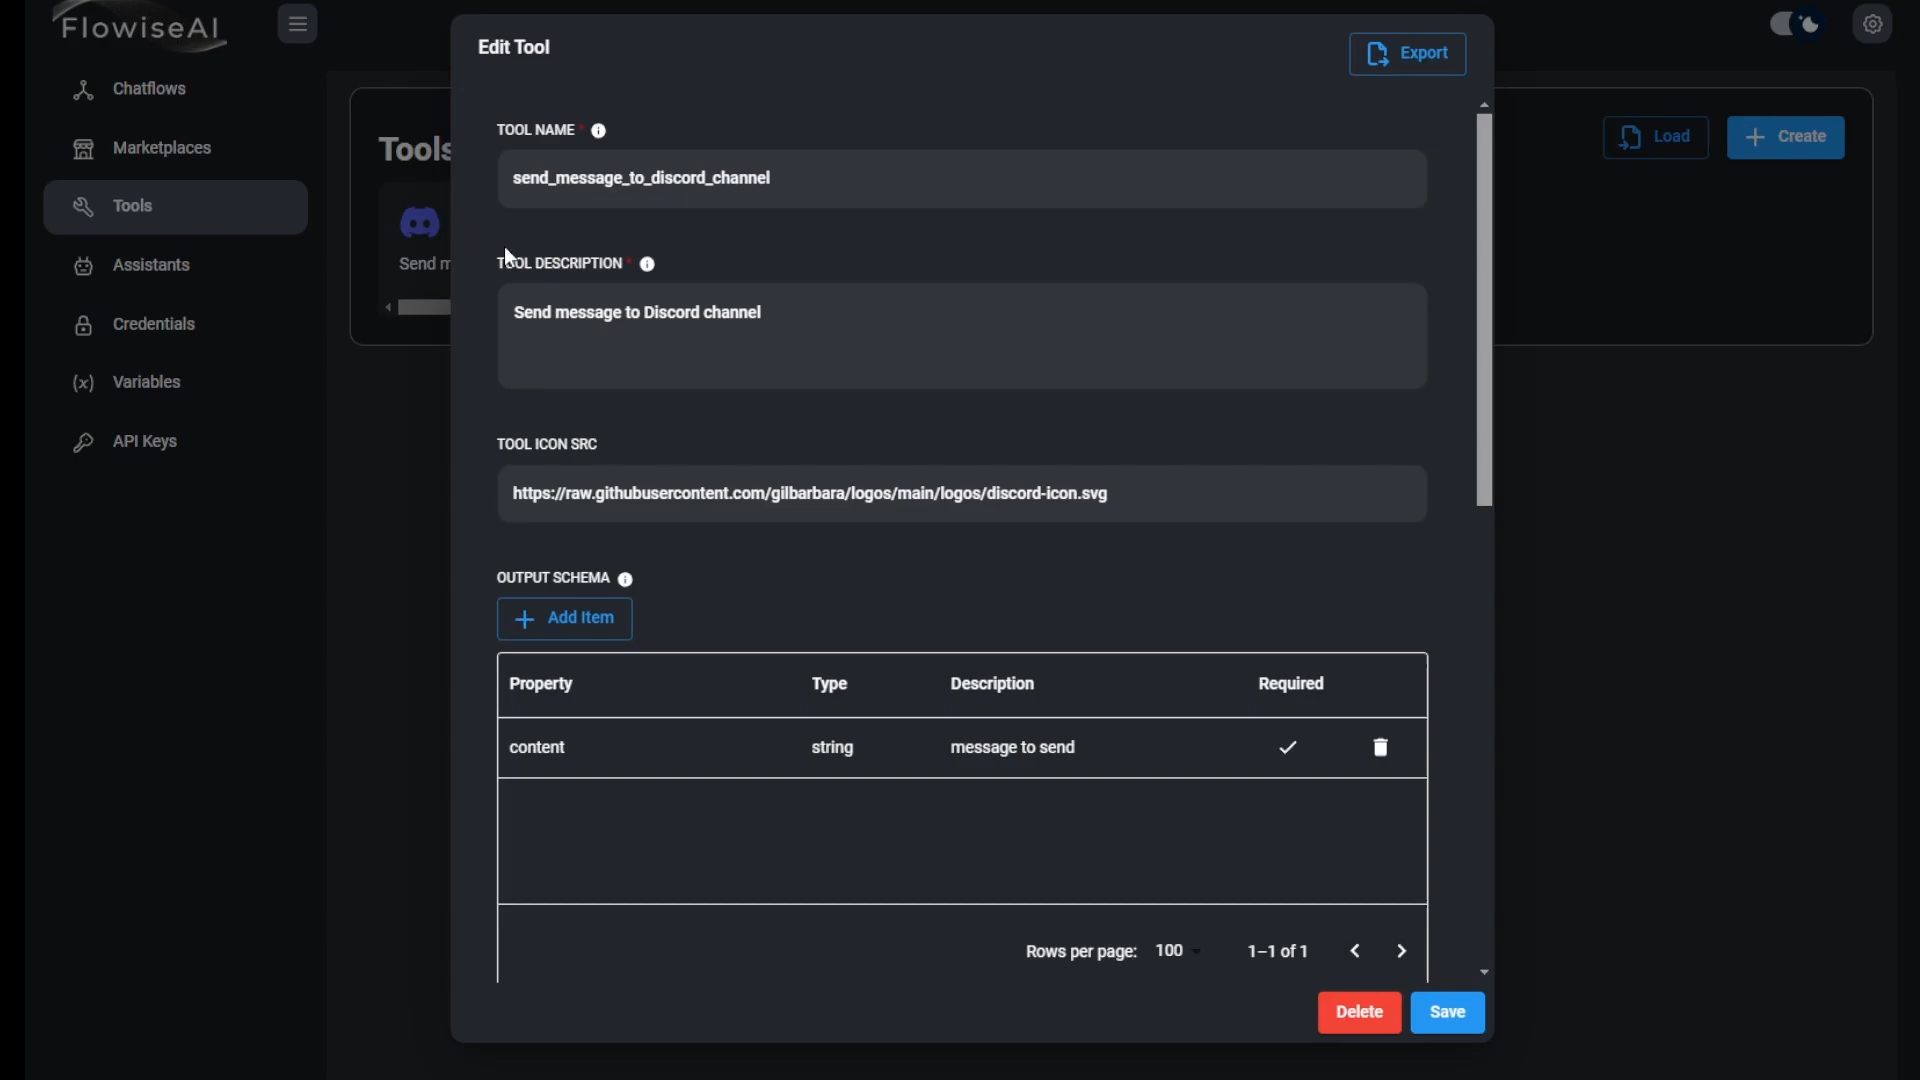 FlowiseAI
Chatflows
Marketplaces
Tools
Assistants
Credentials
Variables
API Keys
Tools
Send m
Load
Create
Edit Tool
Export
TOOL NAME *
send_message_to_discord_channel
TOOL DESCRIPTION *
Send message to Discord channel
TOOL ICON SRC
https://raw.githubusercontent.com/gilbarbara/logos/main/logos/discord-icon.svg
OUTPUT SCHEMA
Add Item
Property Type Description Required
content string message to send
Rows per page: 100 1–1 of 1
Delete Save